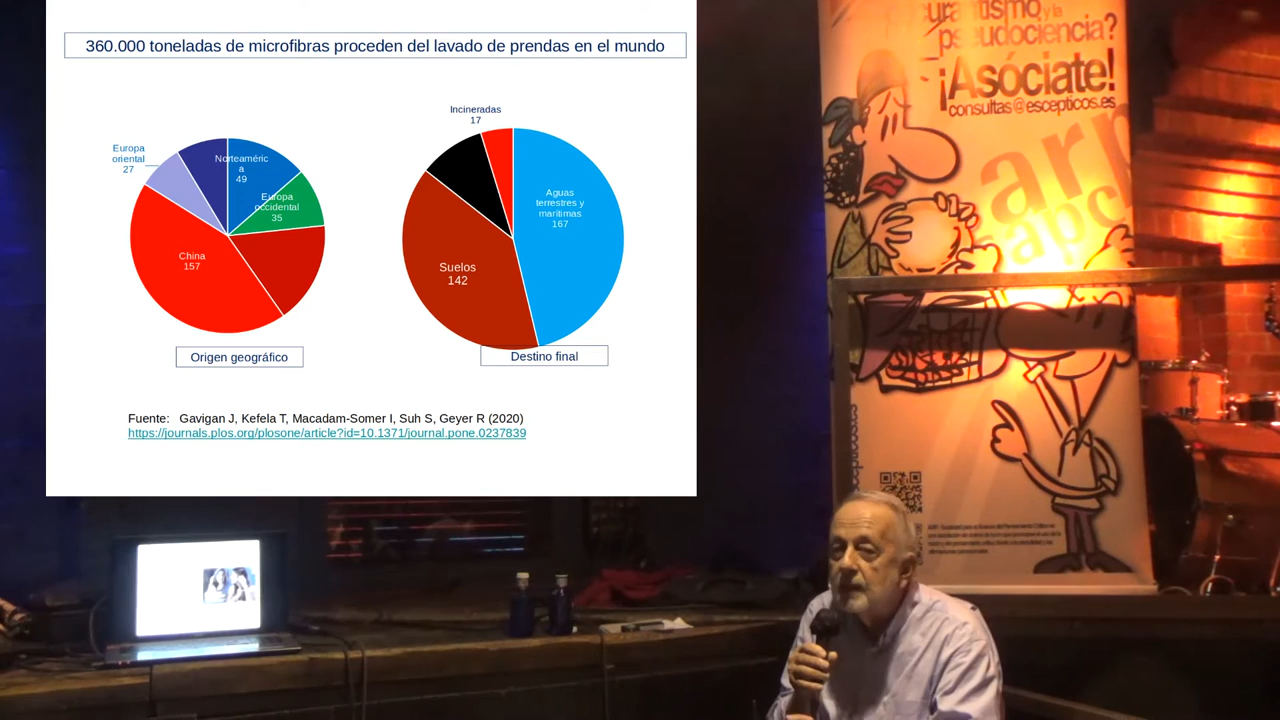 360.000 toneladas de microfibras proceden del lavado de prendas en el mundo
Incineradas
17
Europa
oriental
27
Norteaméric
a
49
Europa
occidental
35
China
157
Aguas
terrestres y
marítimas
167
Suelos
142
Origen geográfico
Destino final
Fuente: Gavigan J, Kefela T, Macadam-Somer I, Suh S, Geyer R (2020)
https://journals.plos.org/plosone/article?id=10.1371/journal.pone.0237839
y la
pseudociencia?
¡Asóciate!
consultas@escepticos.es
arp
sapc